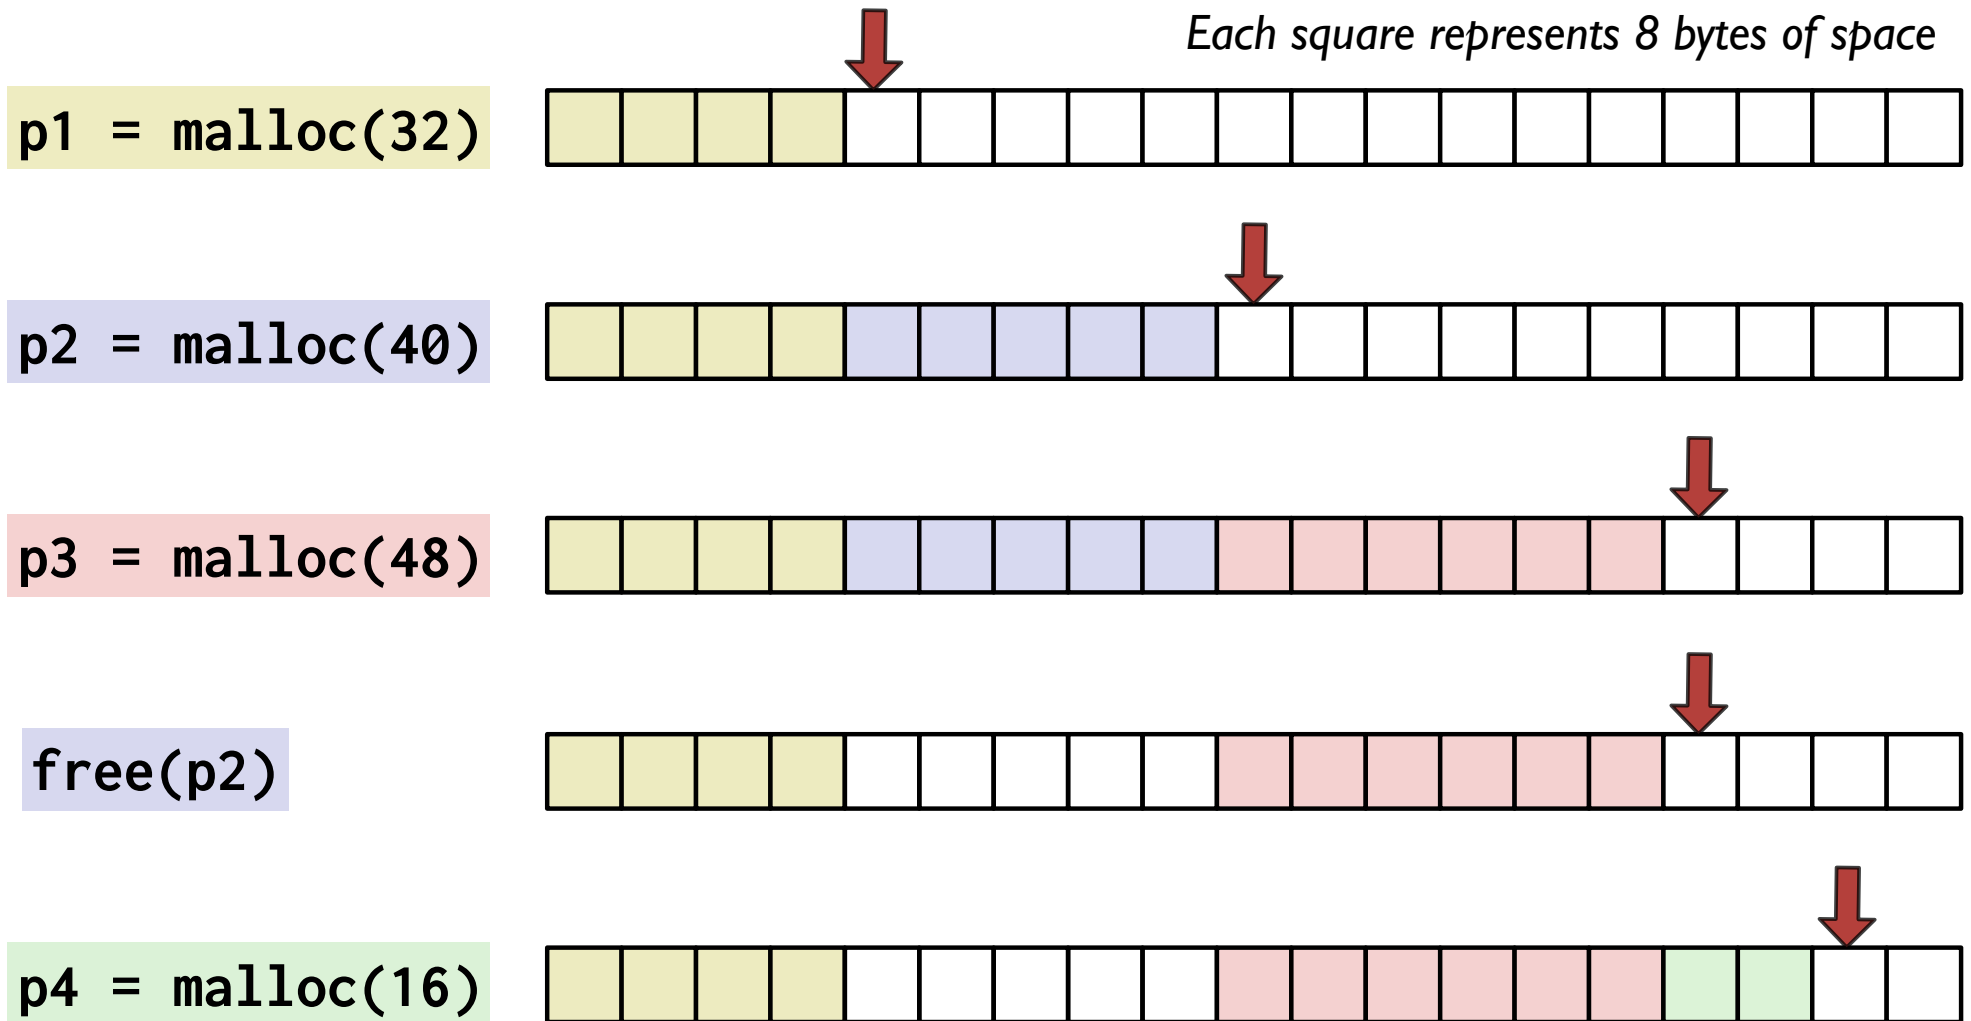 Each square represents 8 bytes of space
p1 = malloc(32)
p2 = malloc(40)
p3 = malloc(48)
free(p2)
p4 = malloc(16)